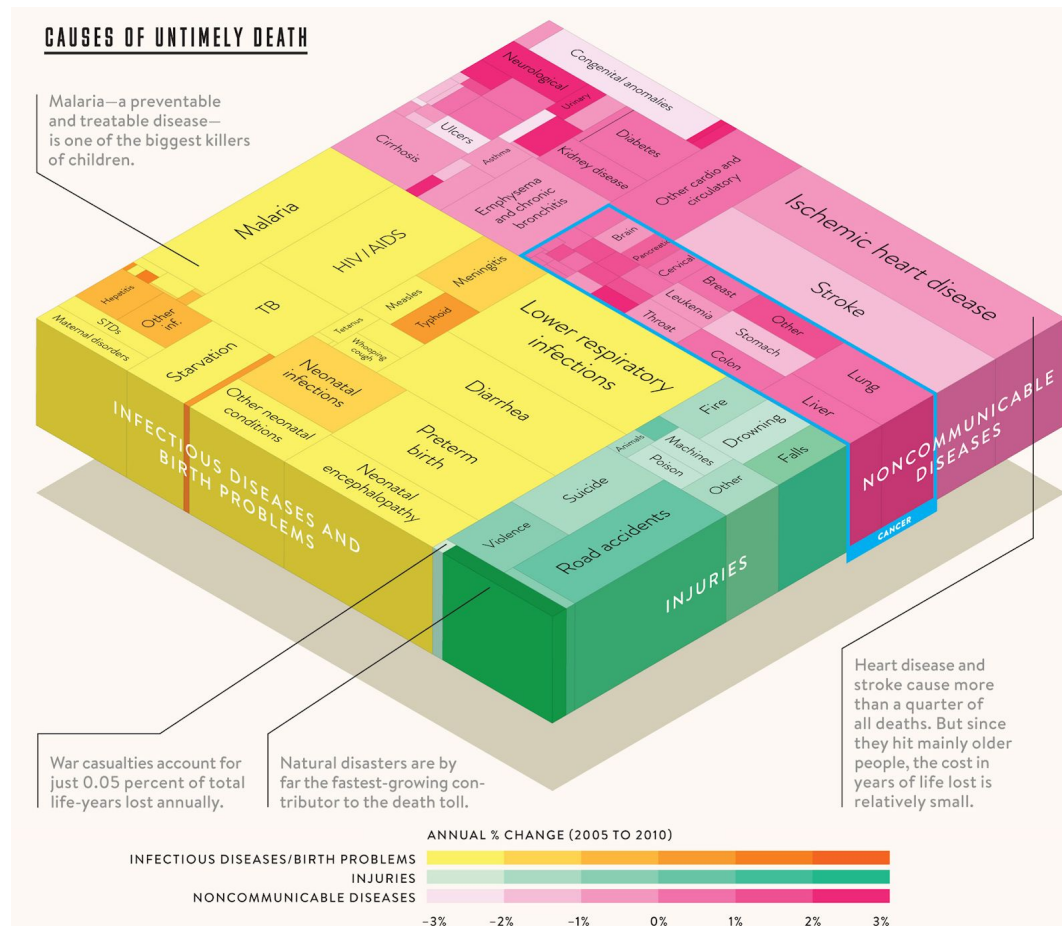 CAUSES OF UNTIMELY DEATH
Malaria—a preventable
and treatable disease—
is one of the biggest killers
of children.
Congenital anomalies
Neurological
Urinary
Ulcers
Diabetes
Cirrhosis
Asthma
Kidney disease
Other cardio and
circulatory
Emphysema
and chronic
bronchitis
Ischemic heart disease
Stroke
Brain
Pancreatic
Cervical
Breast
Leukemia
Throat
Other
Stomach
Colon
Lung
Liver
Malaria
HIV/AIDS
Meningitis
Measles
Typhoid
Tetanus
Whooping
cough
TB
Hepatitis
Other
inf.
STDs
Maternal disorders
Starvation
Neonatal
infections
Other neonatal
conditions
Lower respiratory
infections
Diarrhea
Preterm
birth
Neonatal
encephalopathy
Fire
Drowning
Animals
Machines
Poison
Falls
Other
Suicide
Violence
Road accidents
INFECTIOUS DISEASES AND
BIRTH PROBLEMS
INJURIES
NONCOMMUNICABLE
DISEASES
CANCER
War casualties account for
just 0.05 percent of total
life-years lost annually.
Natural disasters are by
far the fastest-growing con-
tributor to the death toll.
Heart disease and
stroke cause more
than a quarter of
all deaths. But since
they hit mainly older
people, the cost in
years of life lost is
relatively small.
ANNUAL % CHANGE (2005 TO 2010)
INFECTIOUS DISEASES/BIRTH PROBLEMS
INJURIES
NONCOMMUNICABLE DISEASES
–3% –2% –1% 0% 1% 2% 3%